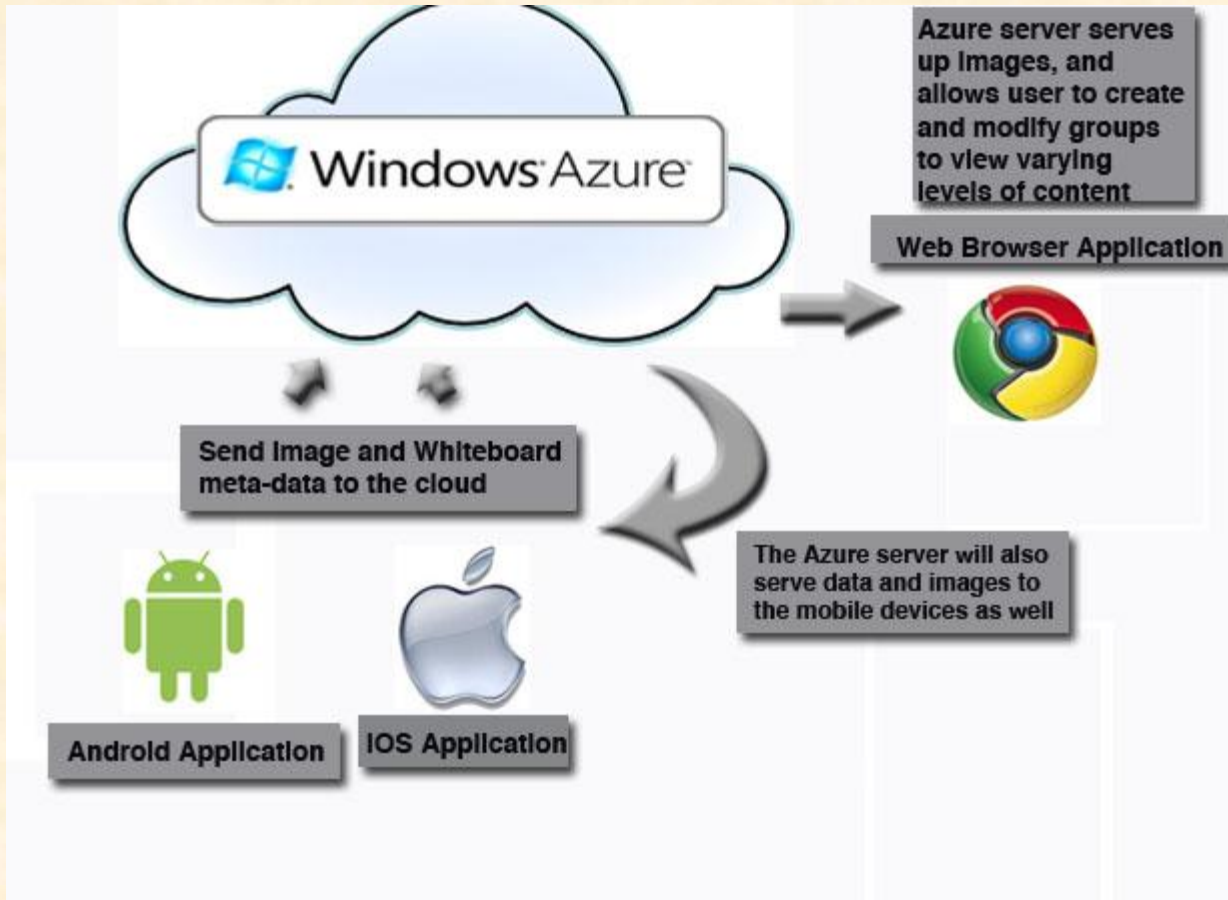 Azure server serves
up images, and
allows user to create
and modify groups
to view varying
levels of content
Windows Azure
Web Browser Application
Send Image and Whiteboard
meta-data to the cloud
The Azure server will also
serve data and images to
the mobile devices as well
Android Application
IOS Application